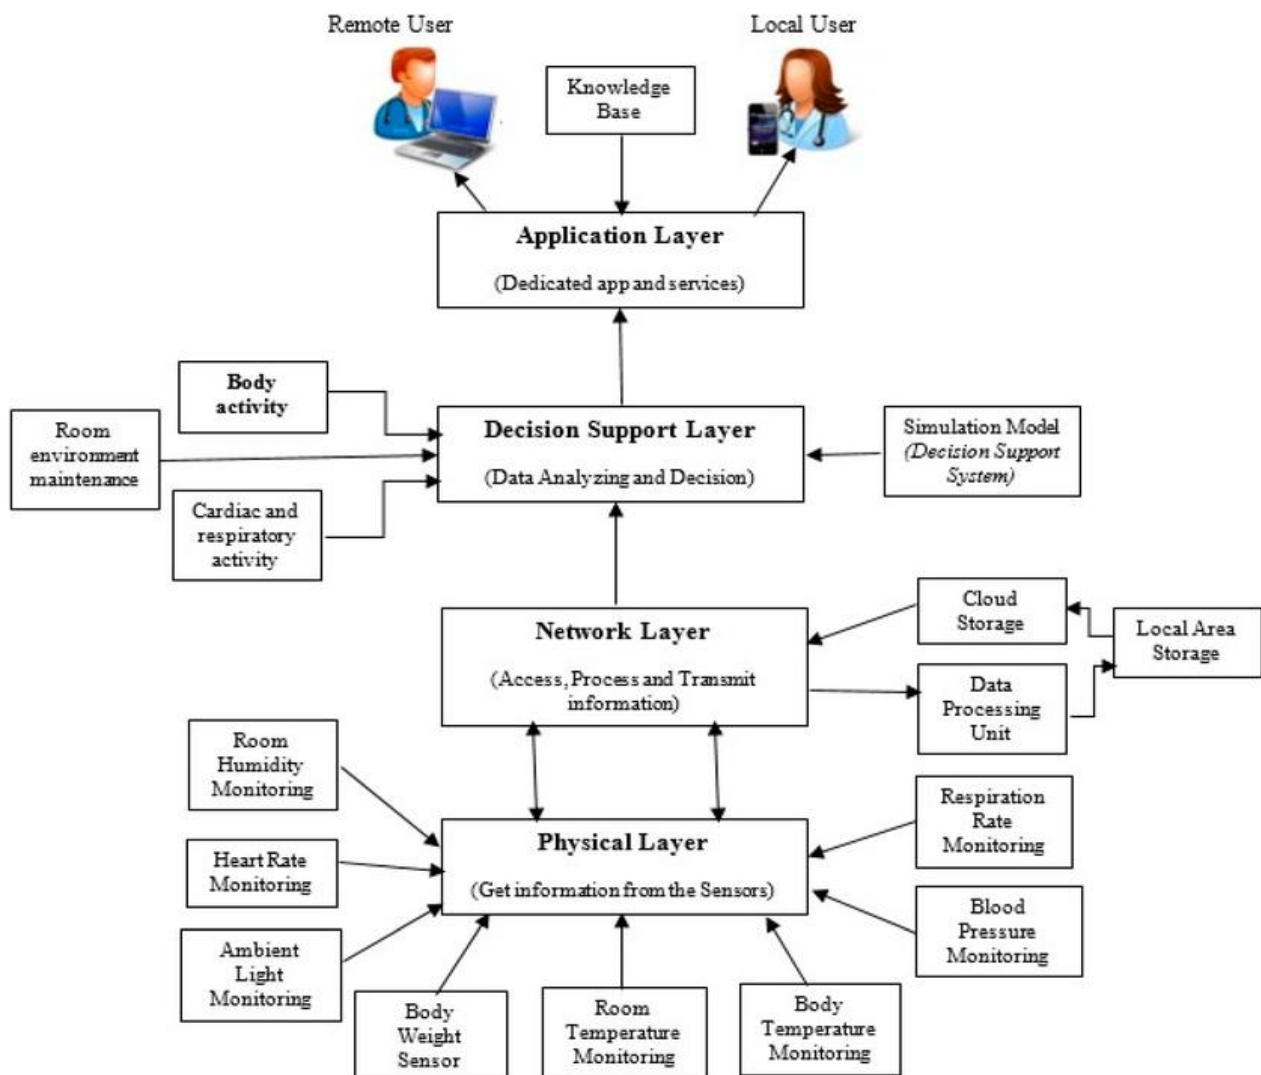 Remote User
Local User
Knowledge
Base
Application Layer
(Dedicated app and services)
Body
activity
Room
environment
maintenance
Cardiac and
respiratory
activity
Decision Support Layer
(Data Analyzing and Decision)
Simulation Model
(Decision Support
System)
Network Layer
(Access, Process and Transmit
information)
Cloud
Storage
Local Area
Storage
Data
Processing
Unit
Room
Humidity
Monitoring
Heart Rate
Monitoring
Ambient
Light
Monitoring
Physical Layer
(Get information from the Sensors)
Respiration
Rate
Monitoring
Blood
Pressure
Monitoring
Body
Weight
Sensor
Room
Temperature
Monitoring
Body
Temperature
Monitoring